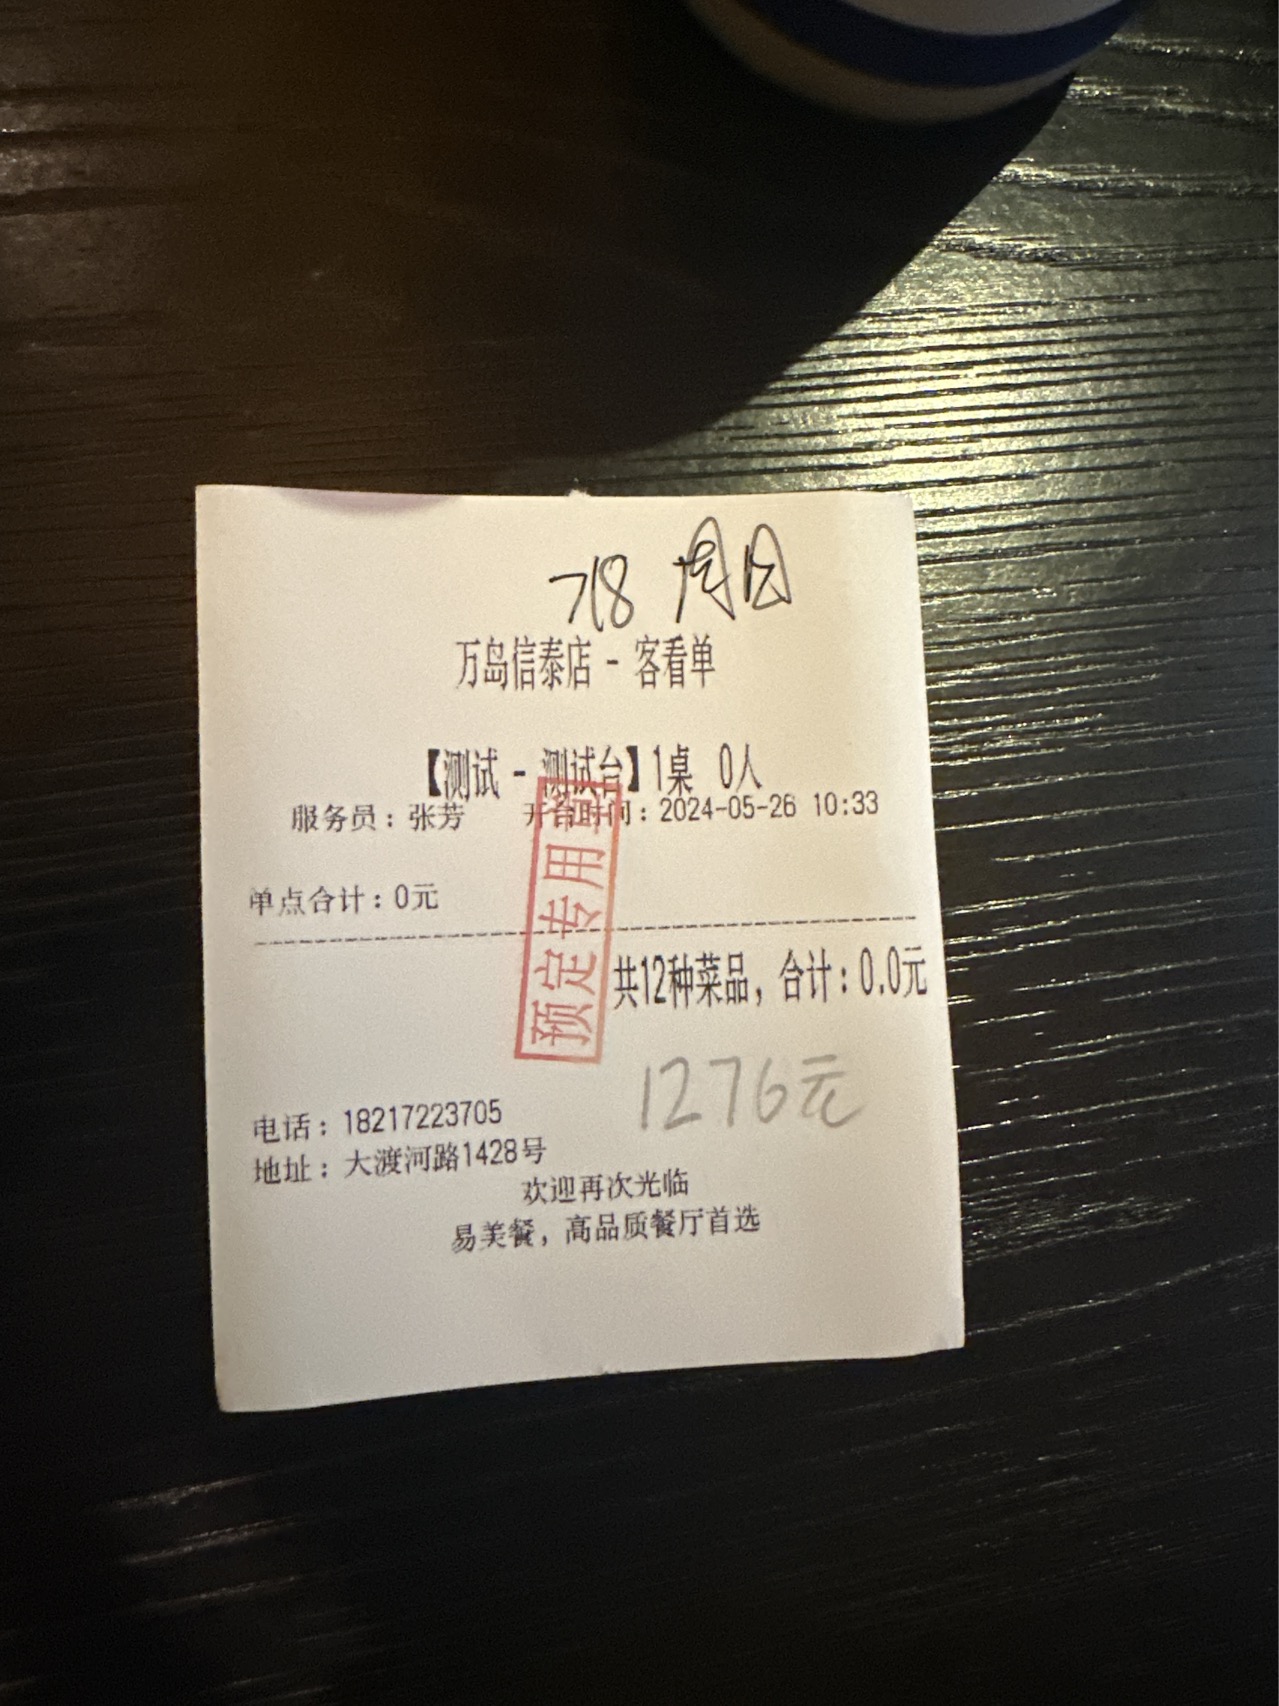 718 周日
万岛信泰店 - 客看单
【测试 - 测试台】1桌 0人
服务员：张芳 开台时间：2024-05-26 10:33
单点合计：0元
预定专用章
共12种菜品，合计：0.0元
1276元
电话：18217223705
地址：大渡河路1428号
欢迎再次光临
易美餐，高品质餐厅首选